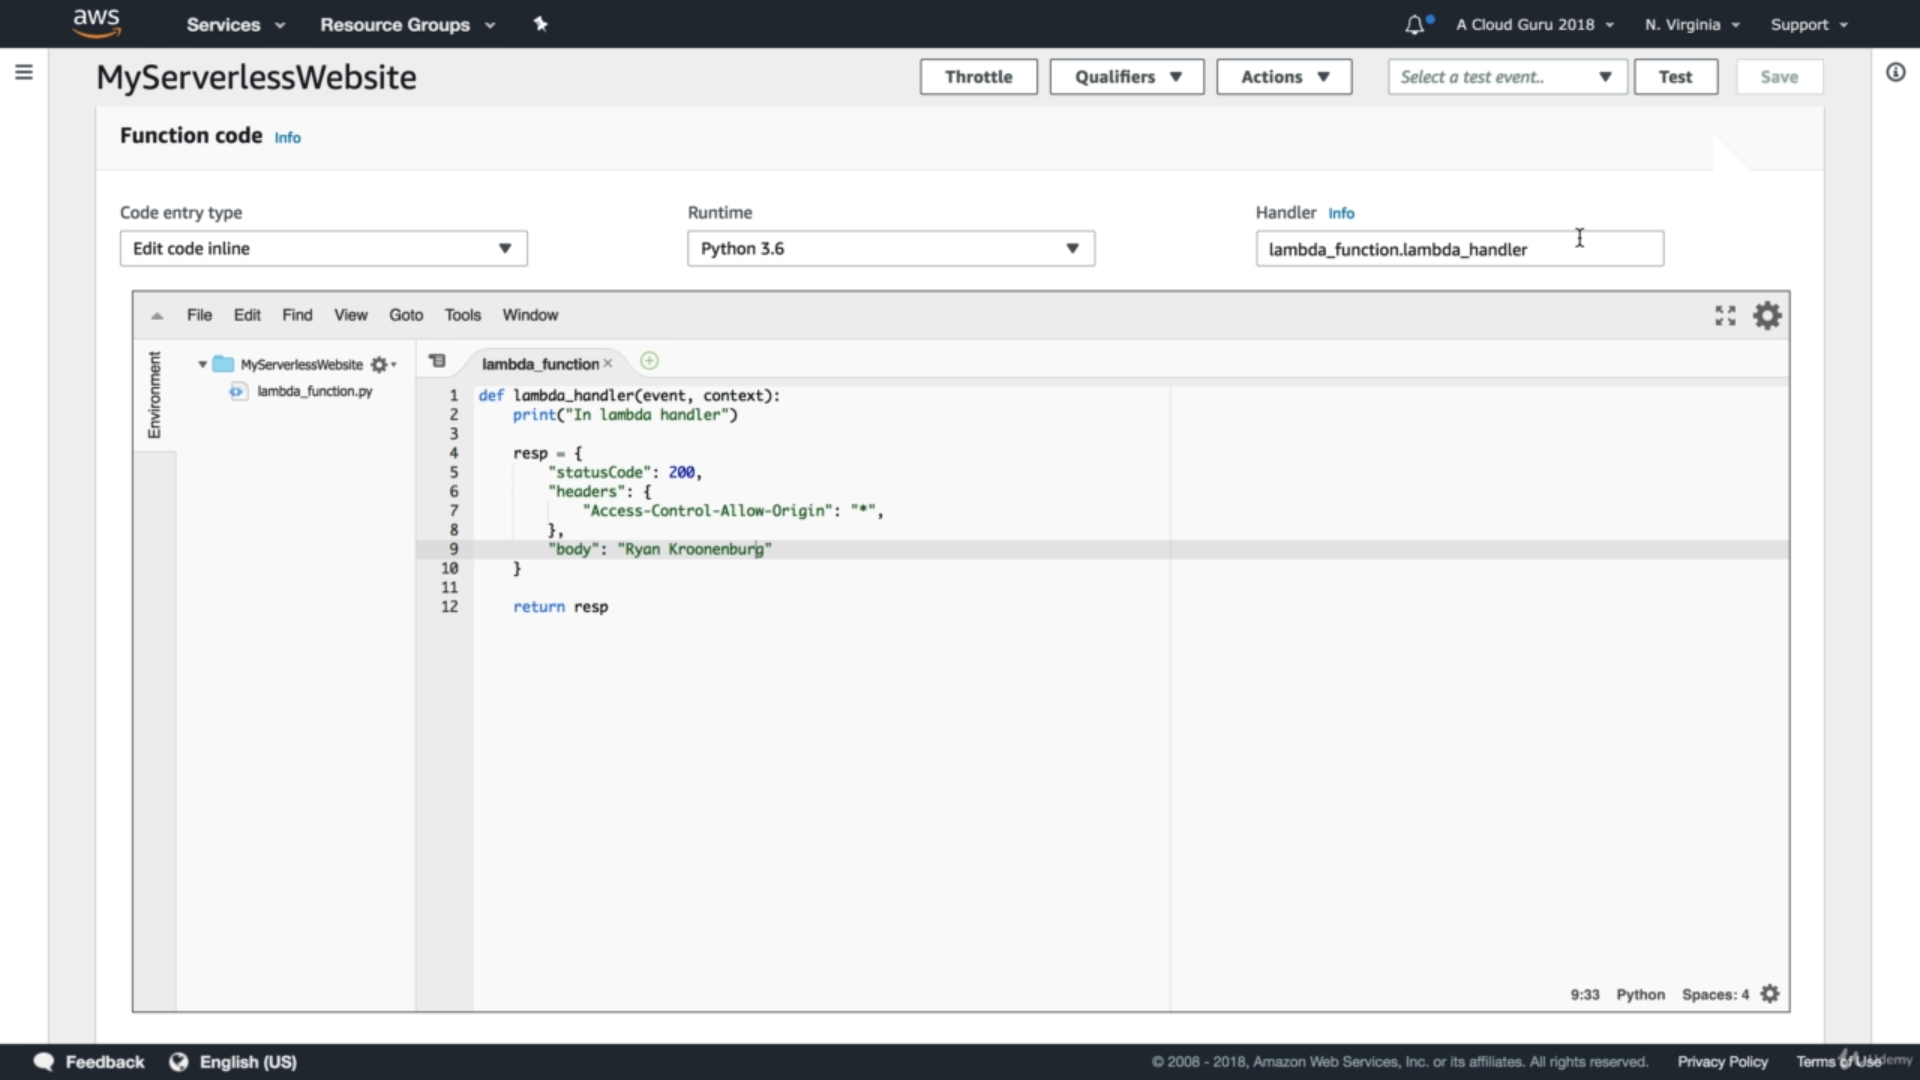 aws Services Resource Groups A Cloud Guru 2018 N. Virginia Support
MyServerlessWebsite Throttle Qualifiers Actions Select a test event.. Test Save
Function code Info
Code entry type Runtime Handler Info
Edit code inline Python 3.6 lambda_function.lambda_handler
File Edit Find View Goto Tools Window
Environment
MyServerlessWebsite
lambda_function.py
lambda_function ×
1 def lambda_handler(event, context):
2 print("In lambda handler")
3
4 resp = {
5 "statusCode": 200,
6 "headers": {
7 "Access-Control-Allow-Origin": "*",
8 },
9 "body": "Ryan Kroonenburg"
10 }
11
12 return resp
9:33 Python Spaces: 4
Feedback English (US) © 2008 - 2018, Amazon Web Services, Inc. or its affiliates. All rights reserved. Privacy Policy Terms of Use
Udemy